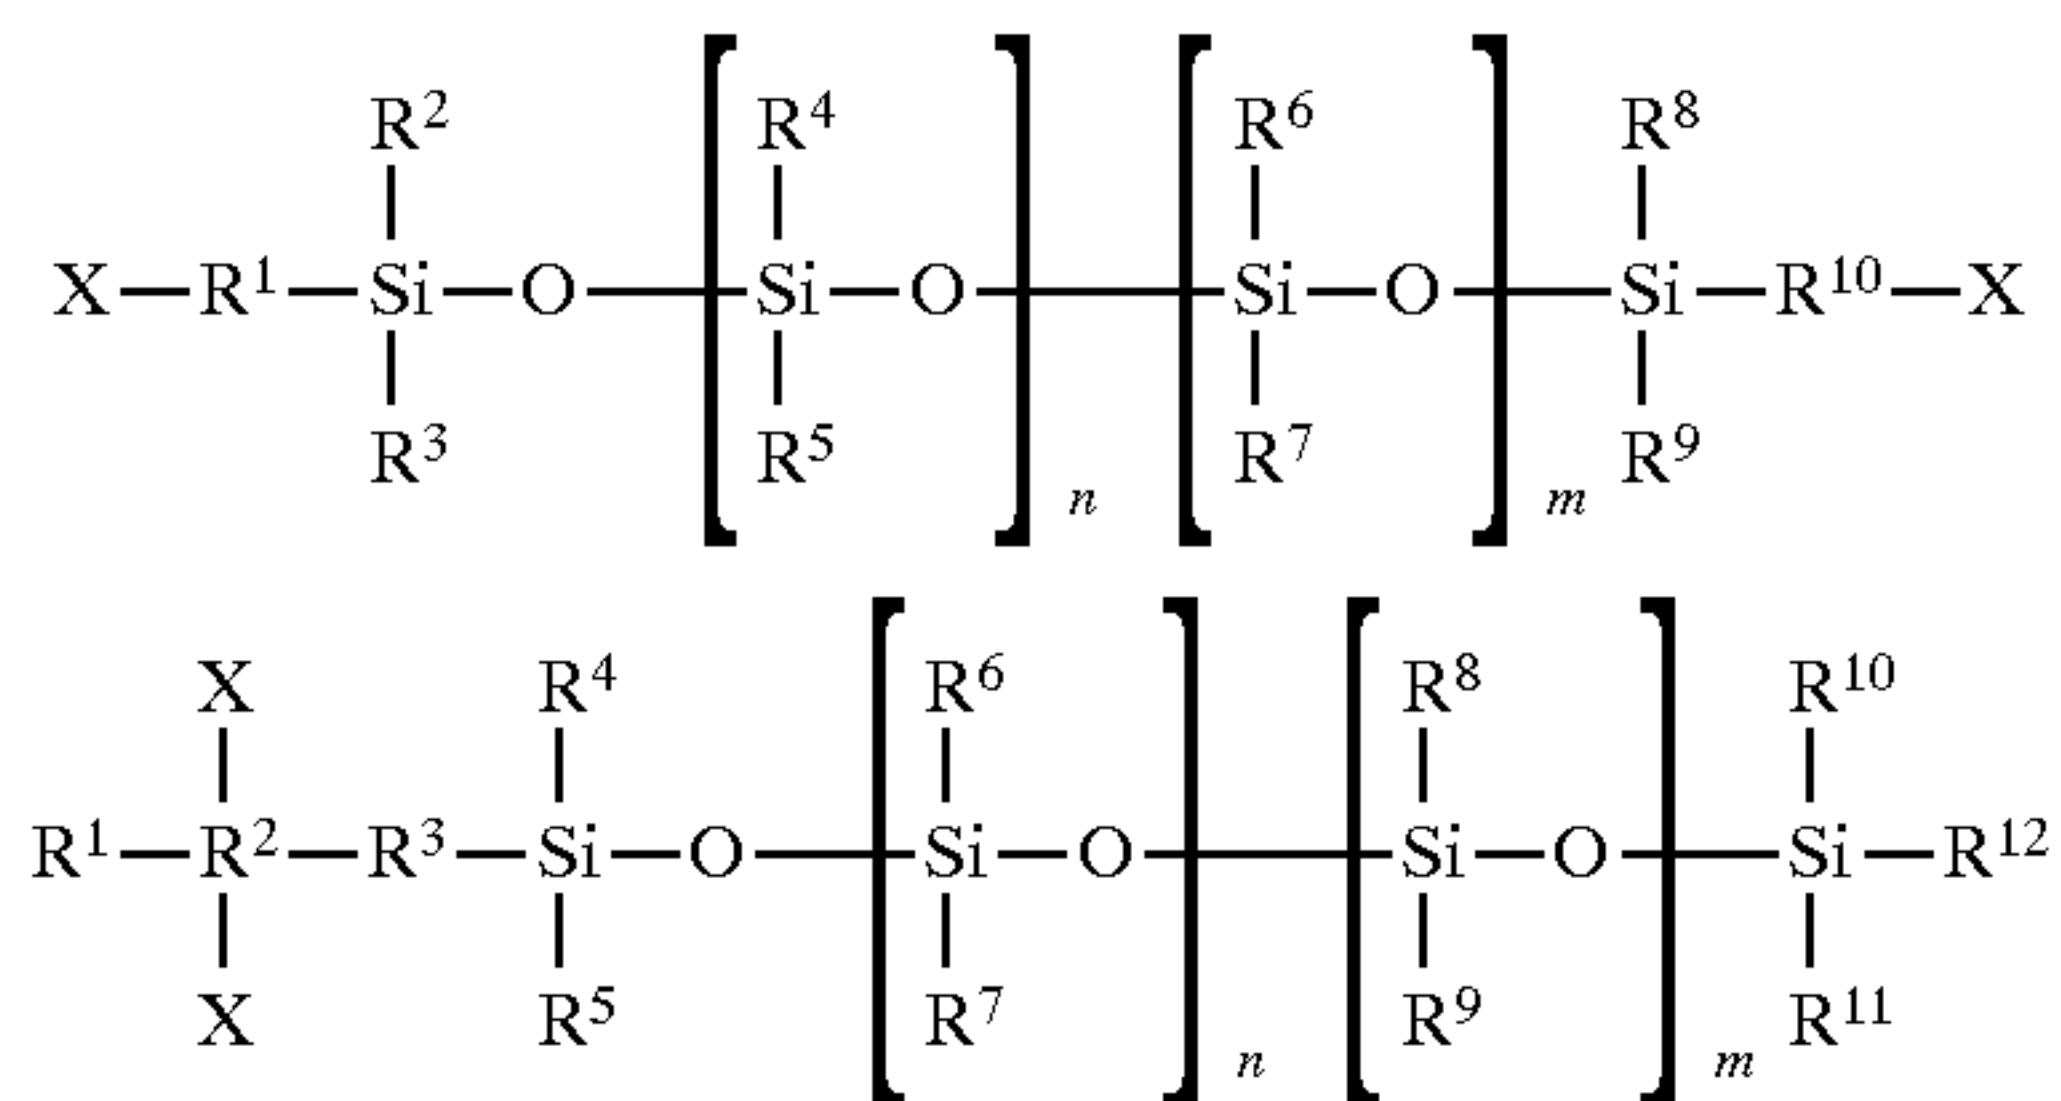 R² R⁴ R⁶ R⁸
X—R¹—Si—O—[Si—O]—[Si—O]—Si—R¹⁰—X
R³ R⁵ R⁷ R⁹
n m
X R⁴ R⁶ R⁸ R¹⁰
R¹—R²—R³—Si—O—[Si—O]—[Si—O]—Si—R¹²
X R⁵ R⁷ R⁹ R¹¹
n m